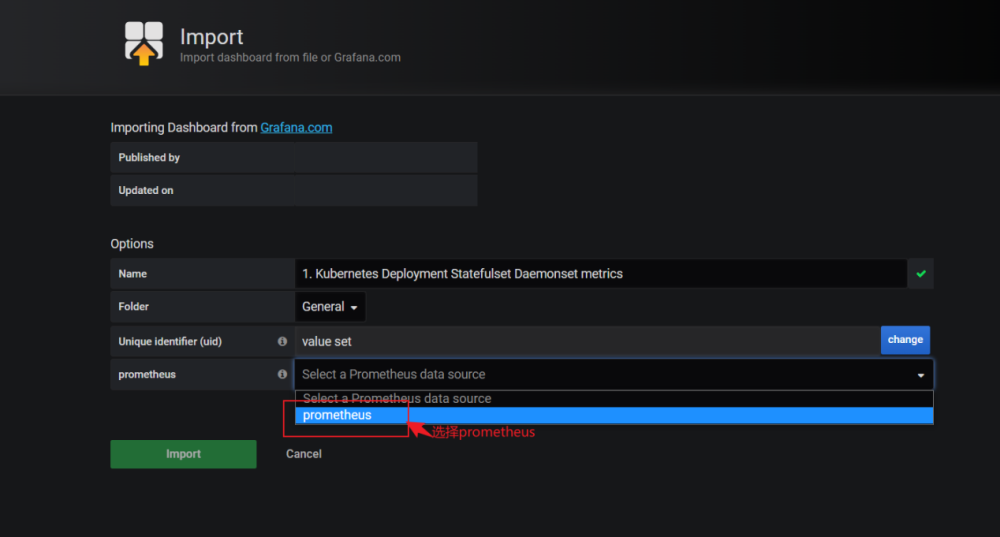 Import
Import dashboard from file or Grafana.com
Importing Dashboard from Grafana.com
Published by
Updated on
Options
Name 1. Kubernetes Deployment Statefulset Daemonset metrics
Folder General
Unique identifier (uid) value set change
prometheus Select a Prometheus data source
Select a Prometheus data source
prometheus
选择prometheus
Import Cancel